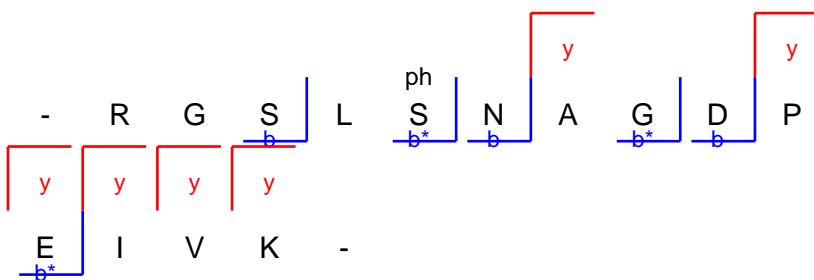 y y
ph
- R G S L S N A G D P
b b* b b* b
y y y y
E I V K -
b*